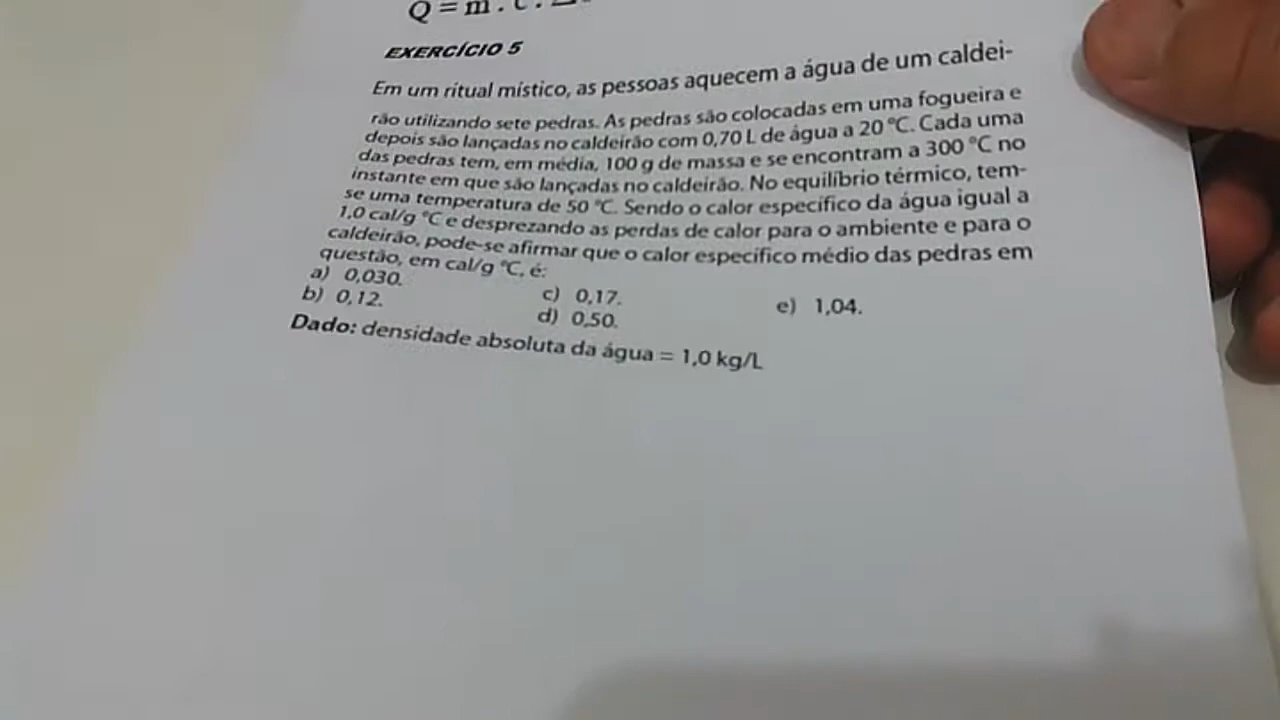 Q = m . c .
EXERCÍCIO 5
Em um ritual místico, as pessoas aquecem a água de um caldei-
rão utilizando sete pedras. As pedras são colocadas em uma fogueira e
depois são lançadas no caldeirão com 0,70 L de água a 20 °C. Cada uma
das pedras tem, em média, 100 g de massa e se encontram a 300 °C no
instante em que são lançadas no caldeirão. No equilíbrio térmico, tem-
se uma temperatura de 50 °C. Sendo o calor específico da água igual a
1,0 cal/g °C e desprezando as perdas de calor para o ambiente e para o
caldeirão, pode-se afirmar que o calor específico médio das pedras em
questão, em cal/g °C, é:
a) 0,030.
b) 0,12.
c) 0,17.
d) 0,50.
e) 1,04.
Dado: densidade absoluta da água = 1,0 kg/L